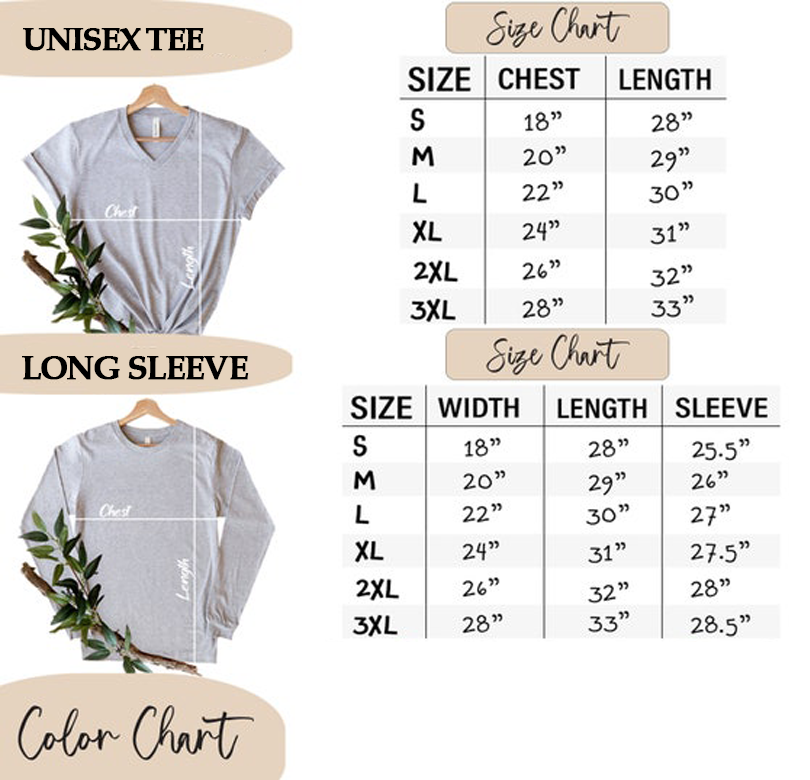 UNISEX TEE
Size Chart
SIZE CHEST LENGTH
S 18” 28”
M 20” 29”
L 22” 30”
XL 24” 31”
2XL 26” 32”
3XL 28” 33”
Chest
Length
LONG SLEEVE
Size Chart
SIZE WIDTH LENGTH SLEEVE
S 18” 28” 25.5”
M 20” 29” 26”
L 22” 30” 27”
XL 24” 31” 27.5”
2XL 26” 32” 28”
3XL 28” 33” 28.5”
Chest
Length
Color Chart